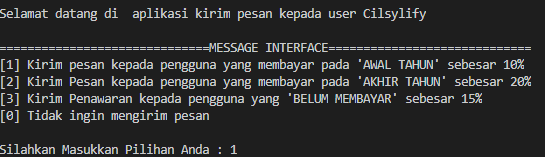 Selamat datang di  aplikasi kirim pesan kepada user Cilsylify
==============================MESSAGE INTERFACE=============================
[1] Kirim pesan kepada pengguna yang membayar pada 'AWAL TAHUN' sebesar 10%
[2] Kirim Pesan kepada pengguna yang membayar pada 'AKHIR TAHUN' sebesar 20%
[3] Kirim Penawaran kepada pengguna yang 'BELUM MEMBAYAR' sebesar 15%
[0] Tidak ingin mengirim pesan
Silahkan Masukkan Pilihan Anda : 1